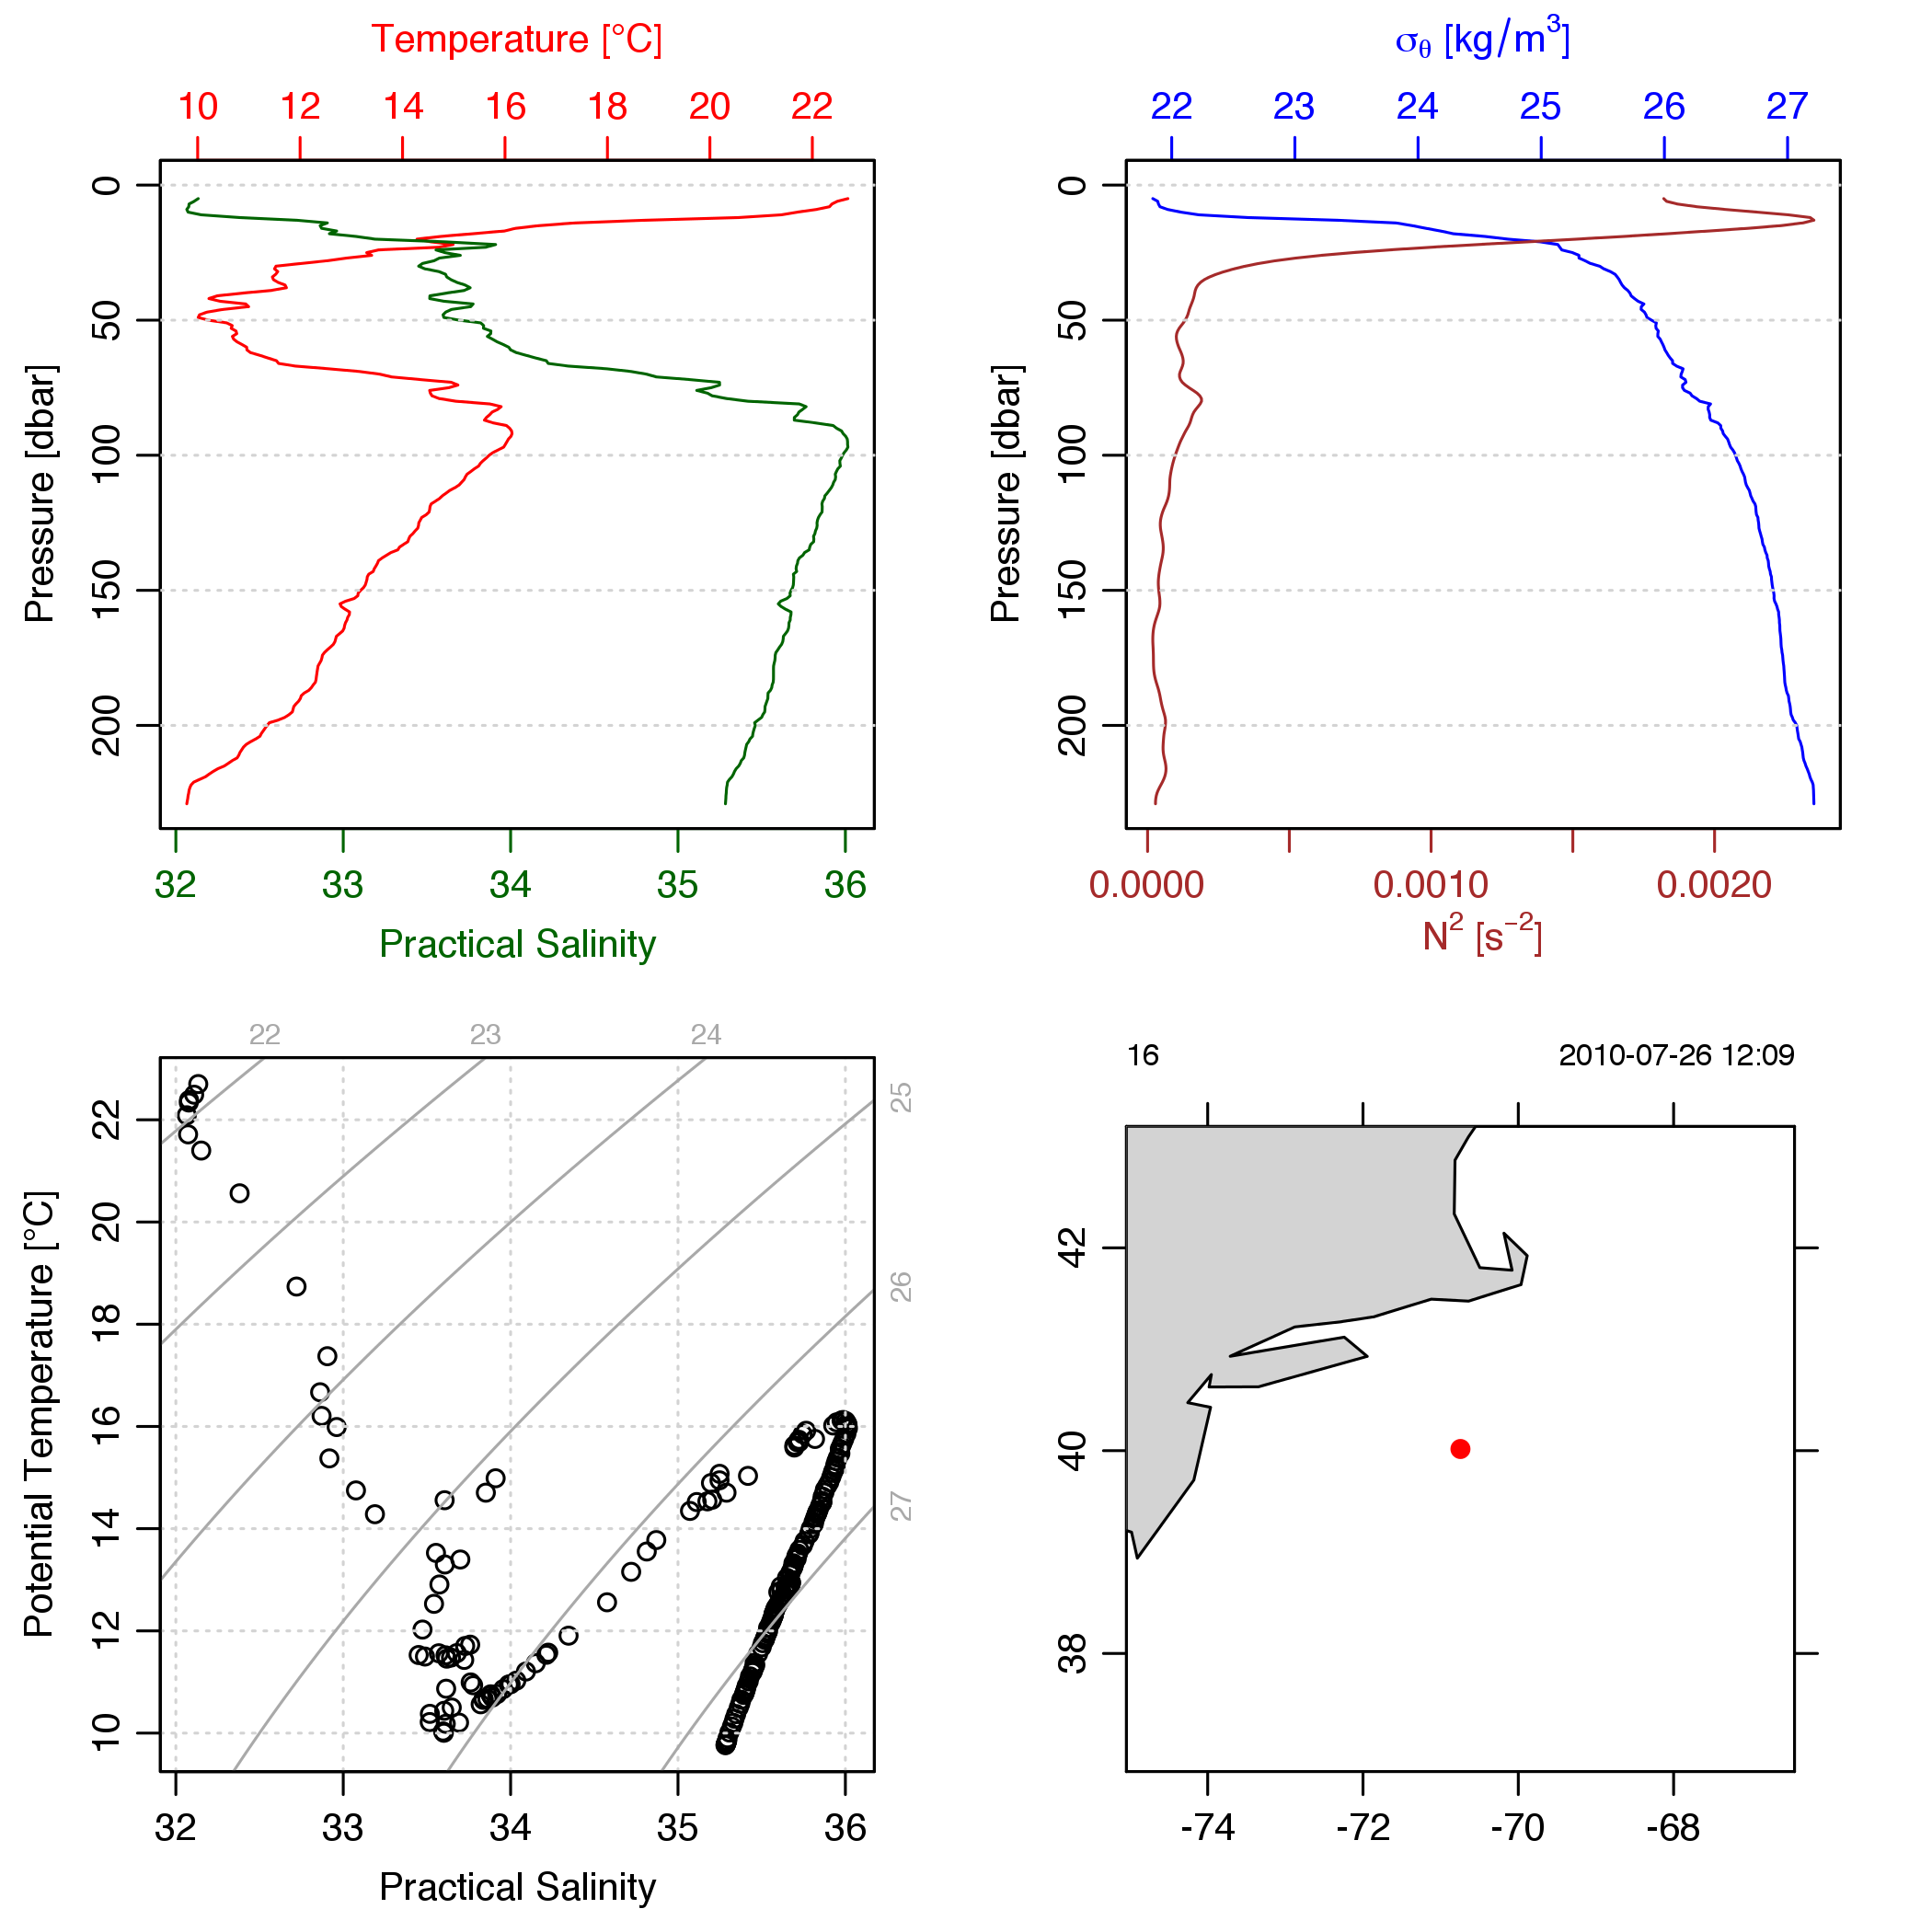 Temperature [°C]
10 12 14 16 18 20 22
0
50
100
150
200
Pressure [dbar]
32 33 34 35 36
Practical Salinity
σθ [kg/m³]
22 23 24 25 26 27
0
50
100
150
200
Pressure [dbar]
0.0000 0.0010 0.0020
N² [s⁻²]
22 23 24
25
26
27
22
20
18
16
14
12
10
Potential Temperature [°C]
32 33 34 35 36
Practical Salinity
16 2010-07-26 12:09
42
40
38
-74 -72 -70 -68